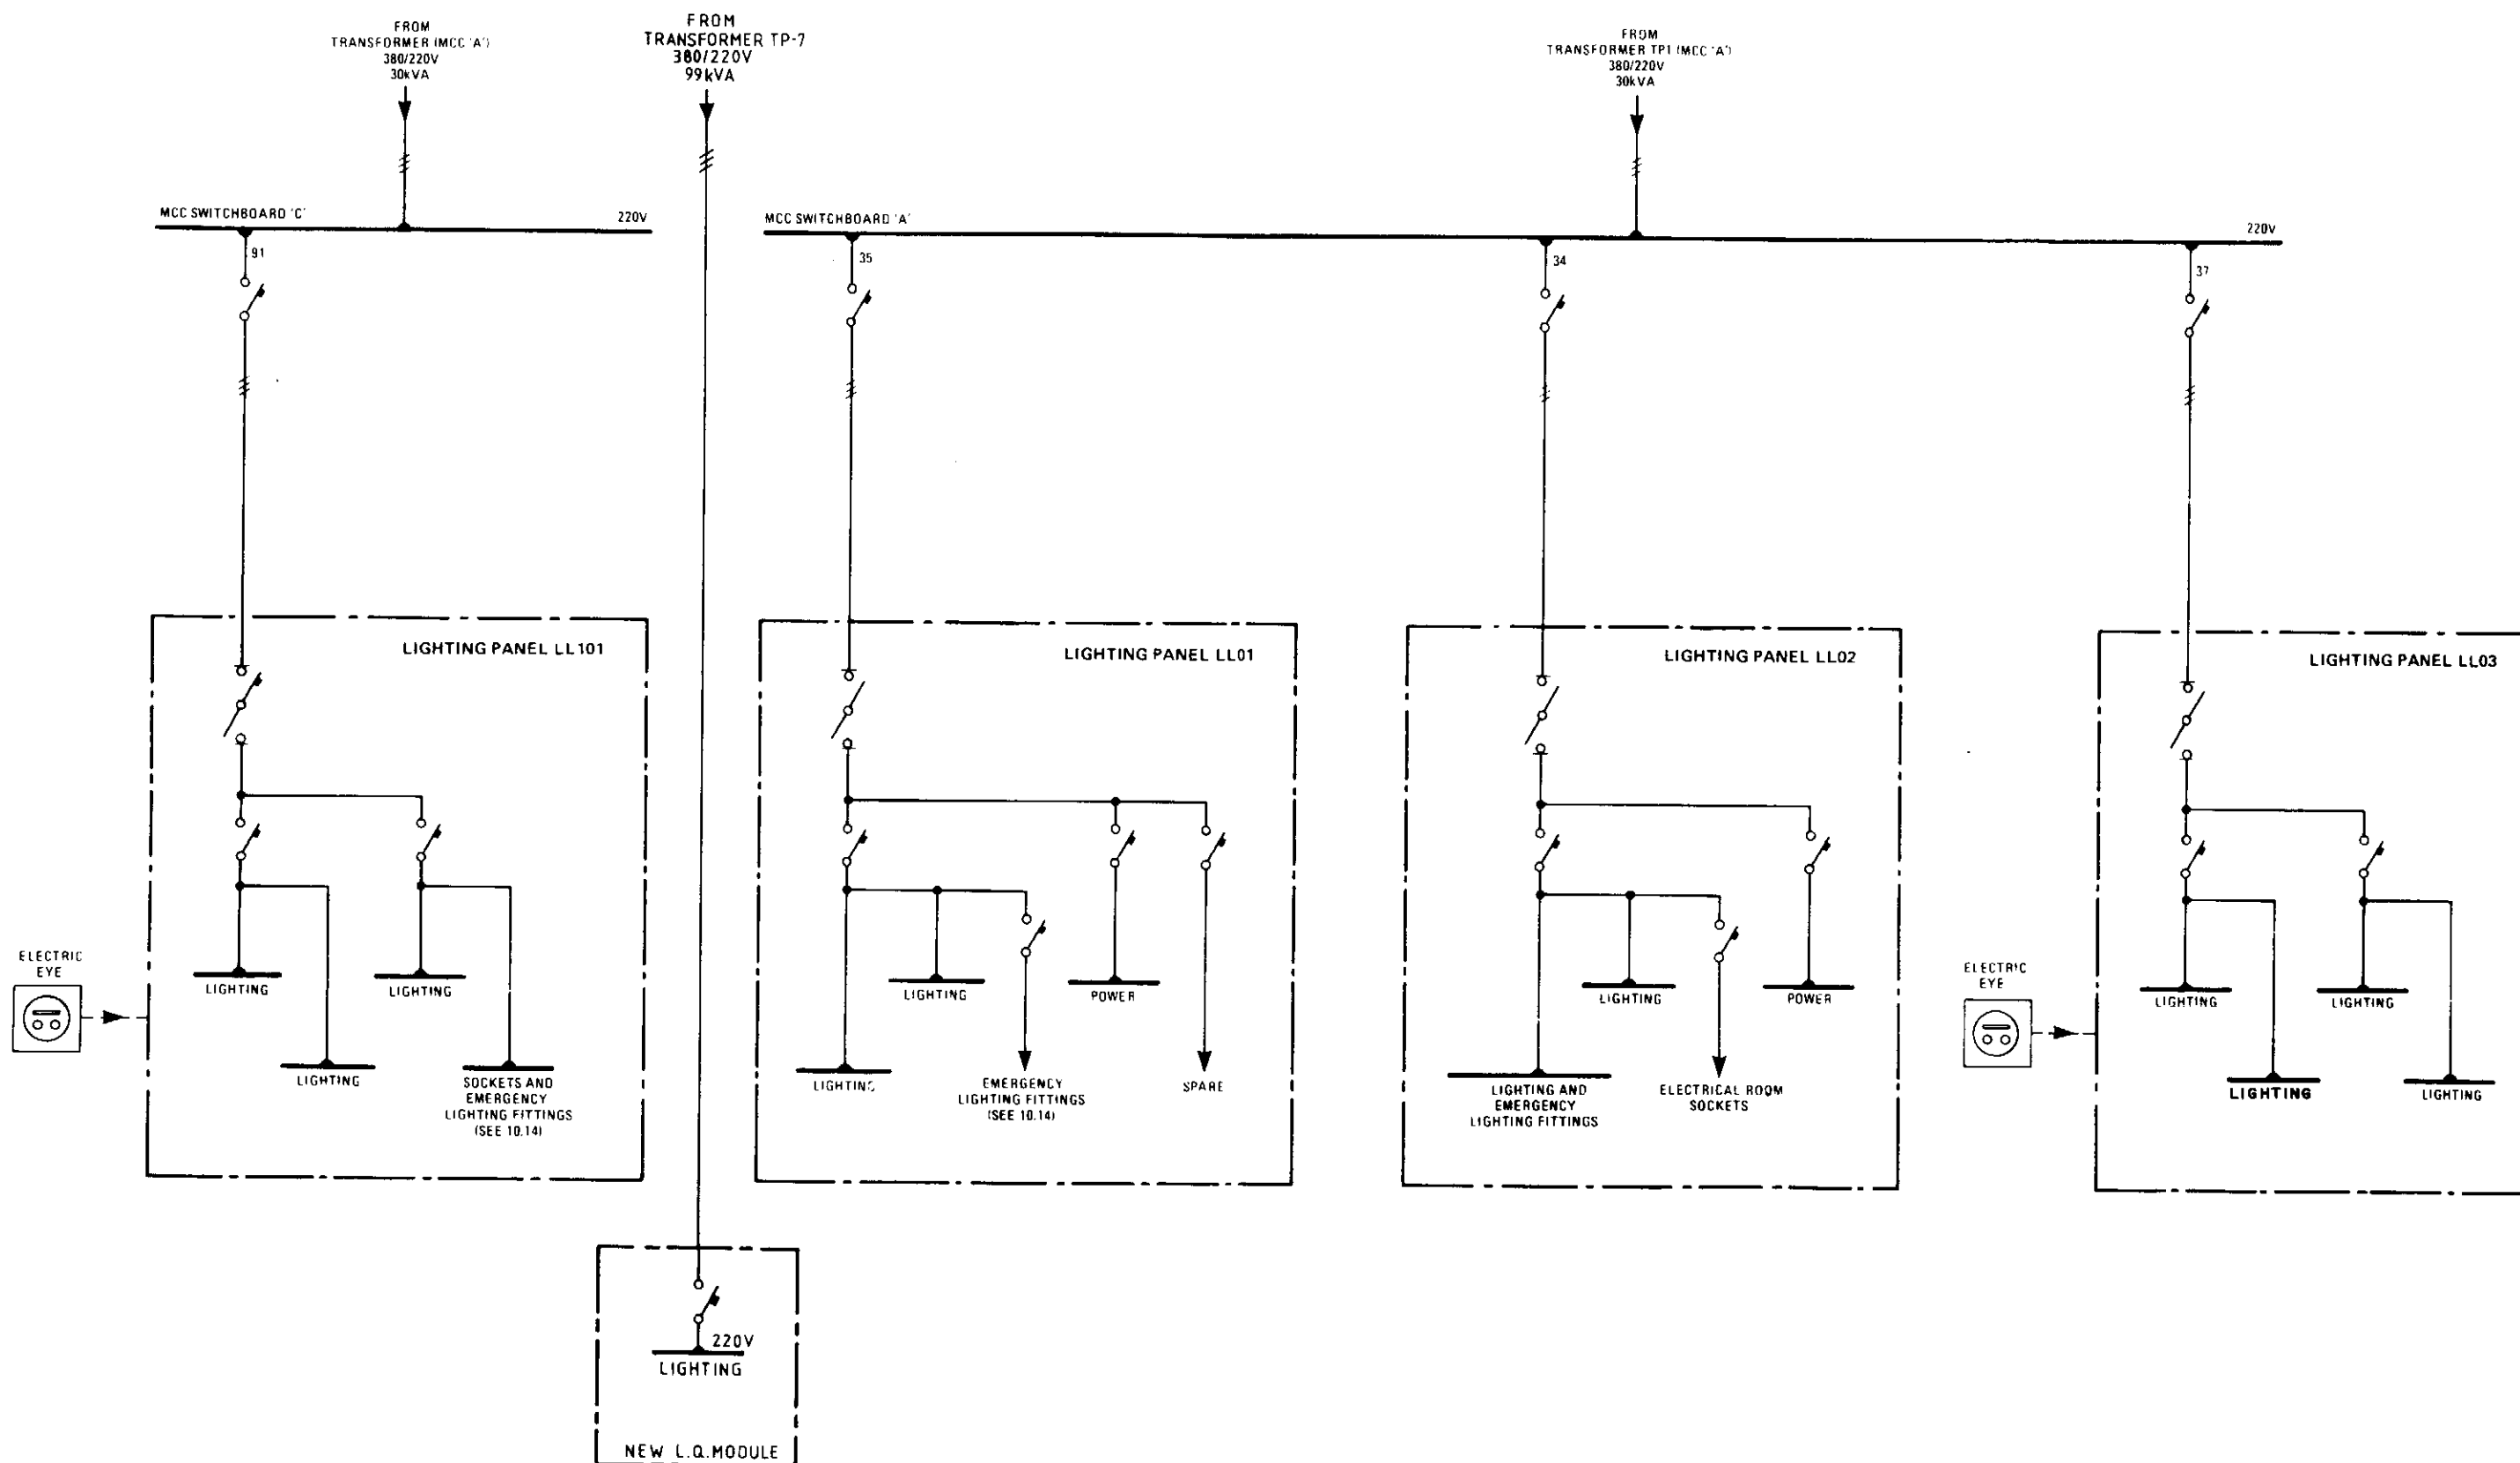 FROM
TRANSFORMER (MCC 'A')
380/220V
30kVA
FROM
TRANSFORMER TP-7
380/220V
99kVA
FROM
TRANSFORMER TP1 (MCC 'A')
380/220V
30kVA
MCC SWITCHBOARD 'C'
220V
MCC SWITCHBOARD 'A'
220V
91
35
34
37
LIGHTING PANEL LL101
LIGHTING PANEL LL01
LIGHTING PANEL LL02
LIGHTING PANEL LL03
ELECTRIC
EYE
LIGHTING
LIGHTING
LIGHTING
SOCKETS AND
EMERGENCY
LIGHTING FITTINGS
(SEE 10.14)
LIGHTING
POWER
LIGHTING
EMERGENCY
LIGHTING FITTINGS
(SEE 10.14)
SPARE
LIGHTING
POWER
LIGHTING AND
EMERGENCY
LIGHTING FITTINGS
ELECTRICAL ROOM
SOCKETS
ELECTRIC
EYE
LIGHTING
LIGHTING
LIGHTING
LIGHTING
220V
LIGHTING
NEW L.Q.MODULE